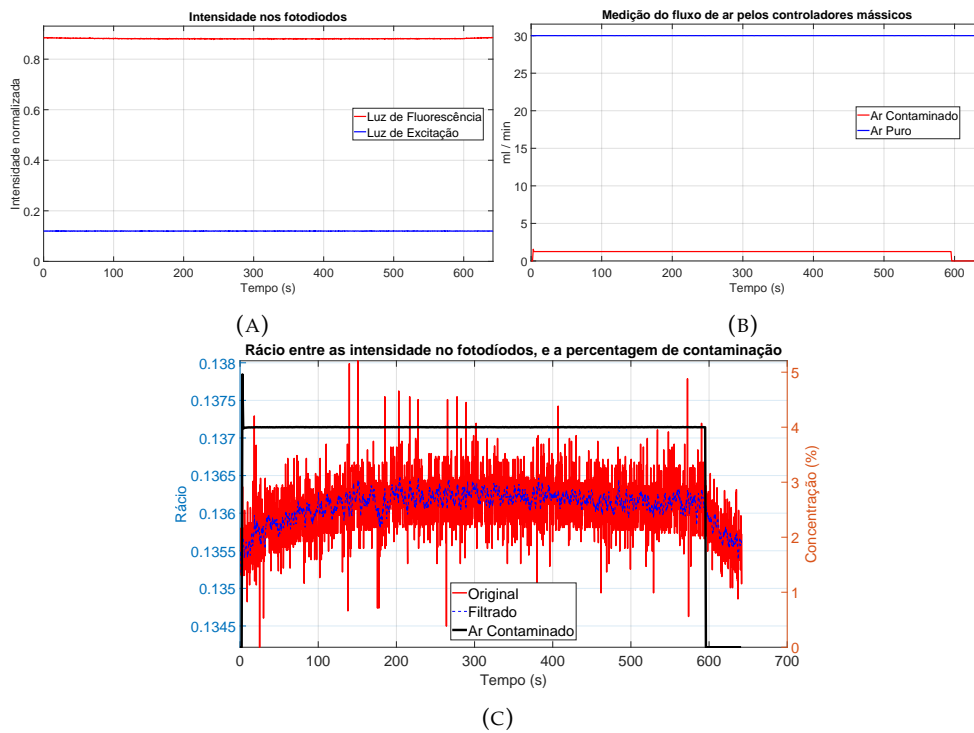 Intensidade nos fotodiodos
Intensidade normalizada
0.8
0.6
0.4
0.2
0
0 100 200 300 400 500 600
Tempo (s)
Luz de Fluorescência
Luz de Excitação
(A)
Medição do fluxo de ar pelos controladores mássicos
ml / min
30
25
20
15
10
5
0
0 100 200 300 400 500 600
Tempo (s)
Ar Contaminado
Ar Puro
(B)
Rácio entre as intensidade no fotodíodos, e a percentagem de contaminação
Rácio
0.138
0.1375
0.137
0.1365
0.136
0.1355
0.135
0.1345
Original
Filtrado
Ar Contaminado
5
4
3
2
1
0
Concentração (%)
0 100 200 300 400 500 600 700
Tempo (s)
(C)